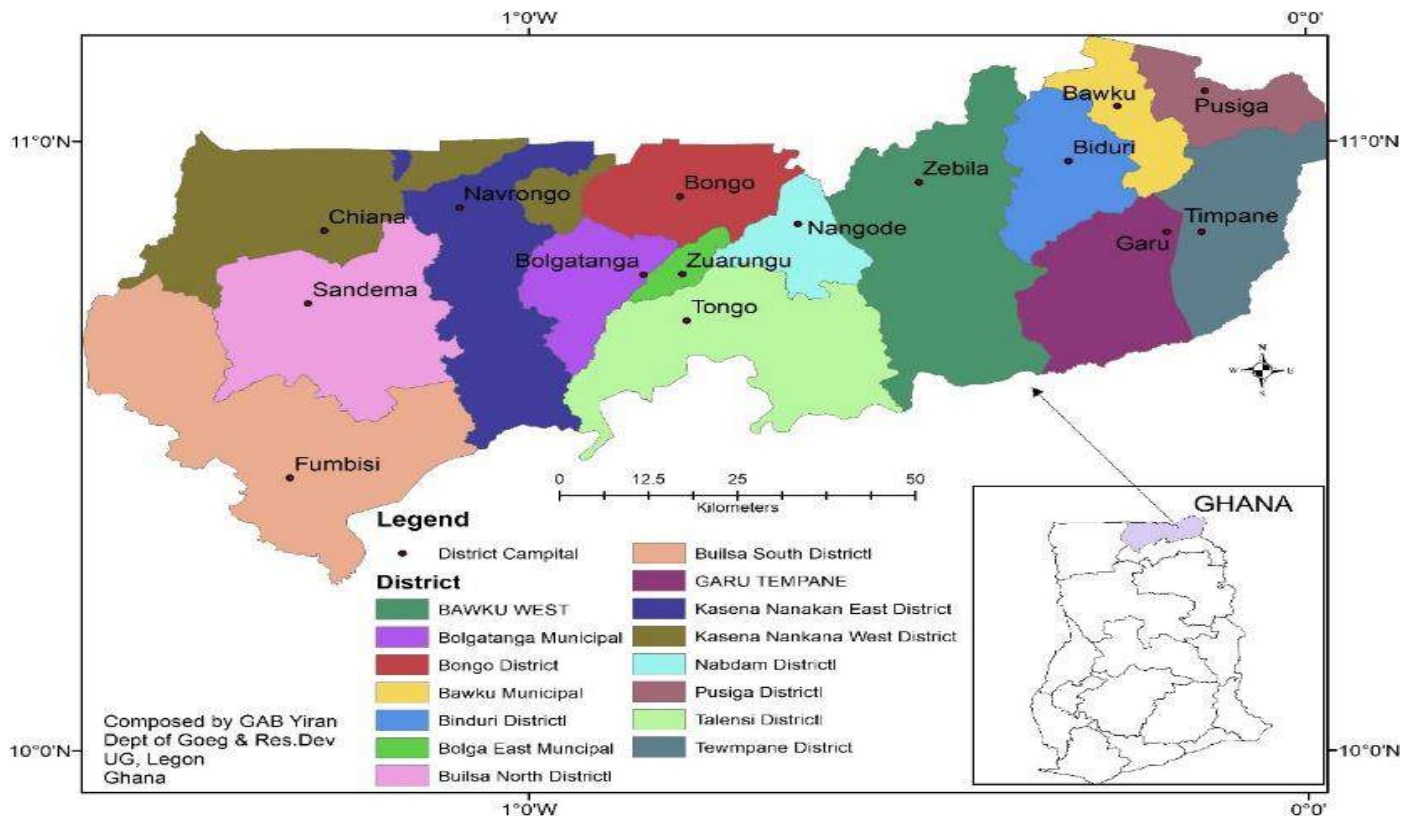 1°0'W
0°0'
11°0'N
11°0'N
Bawku
Pusiga
Biduri
Zebila
Navrongo
Bongo
Chiana
Nangode
Garu
Timpane
Bolgatanga
Zuarungu
Sandema
Tongo
N
W
E
S
Fumbisi
0
12.5
25
50
Kilometers
GHANA
Legend
District Campital
District
BAWKU WEST
Bolgatanga Municipal
Bongo District
Bawku Municipal
Binduri Districtl
Bolga East Muncipal
Builsa North Districtl
Builsa South Districtl
GARU TEMPANE
Kasena Nanakan East District
Kasena Nankana West District
Nabdam Districtl
Pusiga Districtl
Talensi Districtl
Tewmpane District
Composed by GAB Yiran
Dept of Goeg & Res.Dev
UG, Legon
Ghana
10°0'N
10°0'N
1°0'W
0°0'